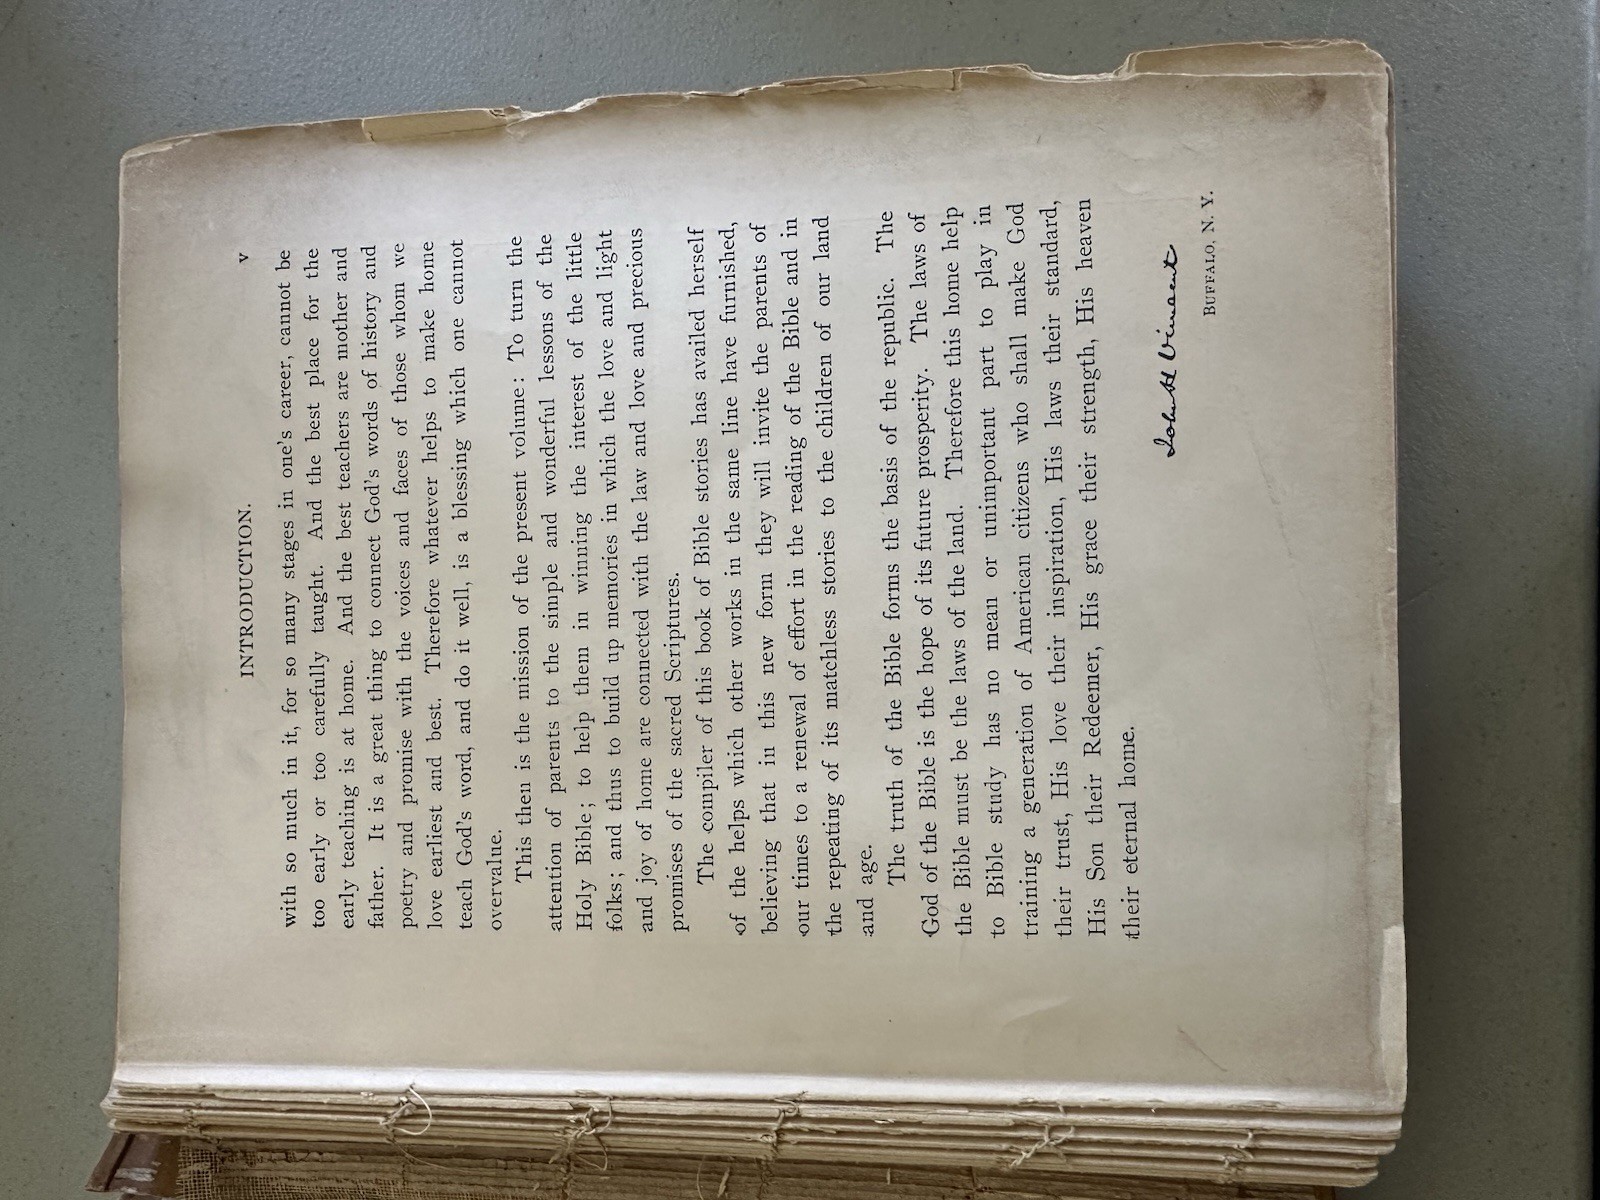 INTRODUCTION. v
with so much in it, for so many stages in one's career, cannot be
too early or too carefully taught. And the best place for the
early teaching is at home. And the best teachers are mother and
father. It is a great thing to connect God's words of history and
poetry and promise with the voices and faces of those whom we
love earliest and best. Therefore whatever helps to make home
teach God's word, and do it well, is a blessing which one cannot
overvalue.
This then is the mission of the present volume: To turn the
attention of parents to the simple and wonderful lessons of the
Holy Bible; to help them in winning the interest of the little
folks; and thus to build up memories in which the love and light
and joy of home are connected with the law and love and precious
promises of the sacred Scriptures.
The compiler of this book of Bible stories has availed herself
of the helps which other works in the same line have furnished,
believing that in this new form they will invite the parents of
our times to a renewal of effort in the reading of the Bible and in
the repeating of its matchless stories to the children of our land
and age.
The truth of the Bible forms the basis of the republic. The
God of the Bible is the hope of its future prosperity. The laws of
the Bible must be the laws of the land. Therefore this home help
to Bible study has no mean or unimportant part to play in
training a generation of American citizens who shall make God
their trust, His love their inspiration, His laws their standard,
His Son their Redeemer, His grace their strength, His heaven
their eternal home.
John H Vincent
BUFFALO, N. Y.